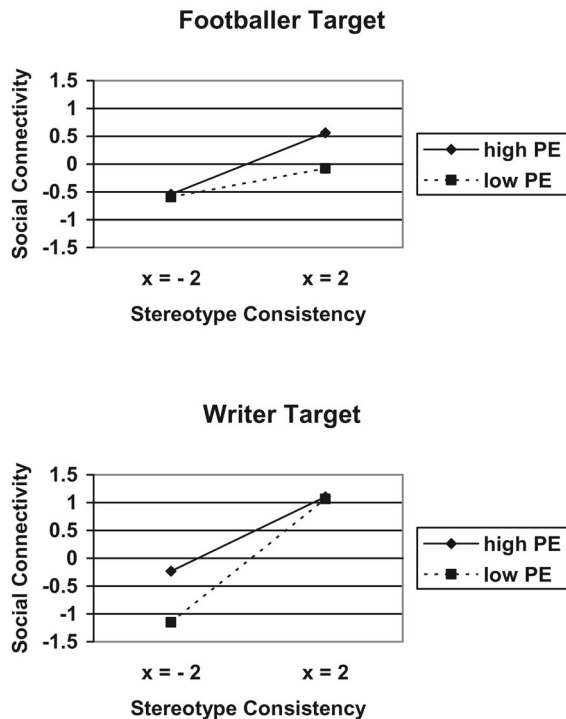 Footballer Target
Social Connectivity
1.5
1
0.5
0
-0.5
-1
-1.5
x = - 2
x = 2
Stereotype Consistency
high PE
low PE
Writer Target
Social Connectivity
1.5
1
0.5
0
-0.5
-1
-1.5
x = - 2
x = 2
Stereotype Consistency
high PE
low PE